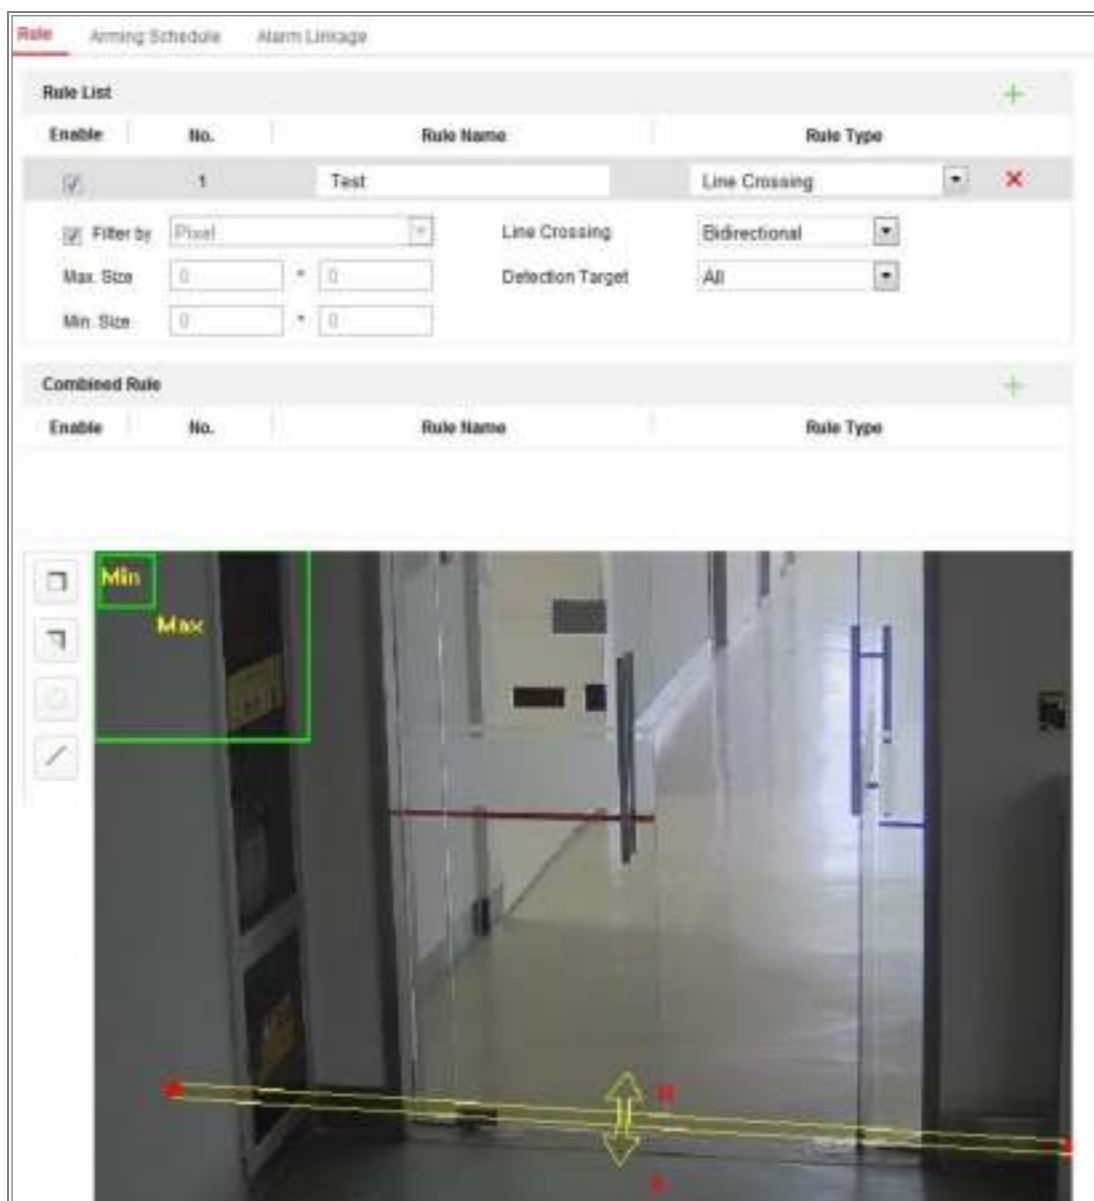 Rule Arming Schedule Alarm Linkage
Rule List
Enable No. Rule Name Rule Type
1 Test Line Crossing
Filter by Pixel Line Crossing Bidirectional
Max. Size 0 * 0 Detection Target All
Min. Size 0 * 0
Combined Rule
Enable No. Rule Name Rule Type
Min
Max